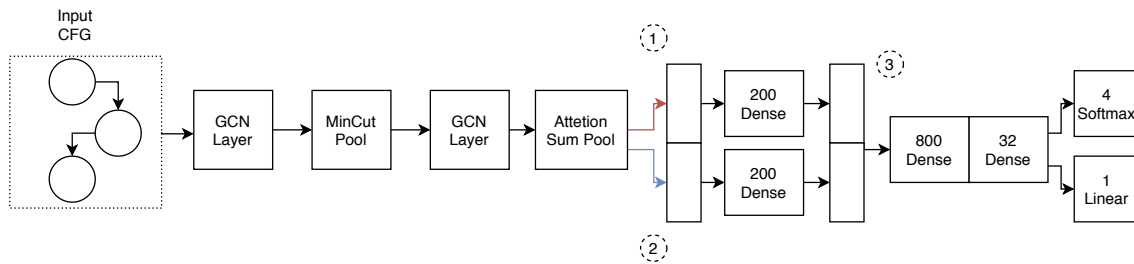 Input
CFG
GCN
Layer
MinCut
Pool
GCN
Layer
Attetion
Sum Pool
1
2
200
Dense
200
Dense
3
800
Dense
32
Dense
4
Softmax
1
Linear